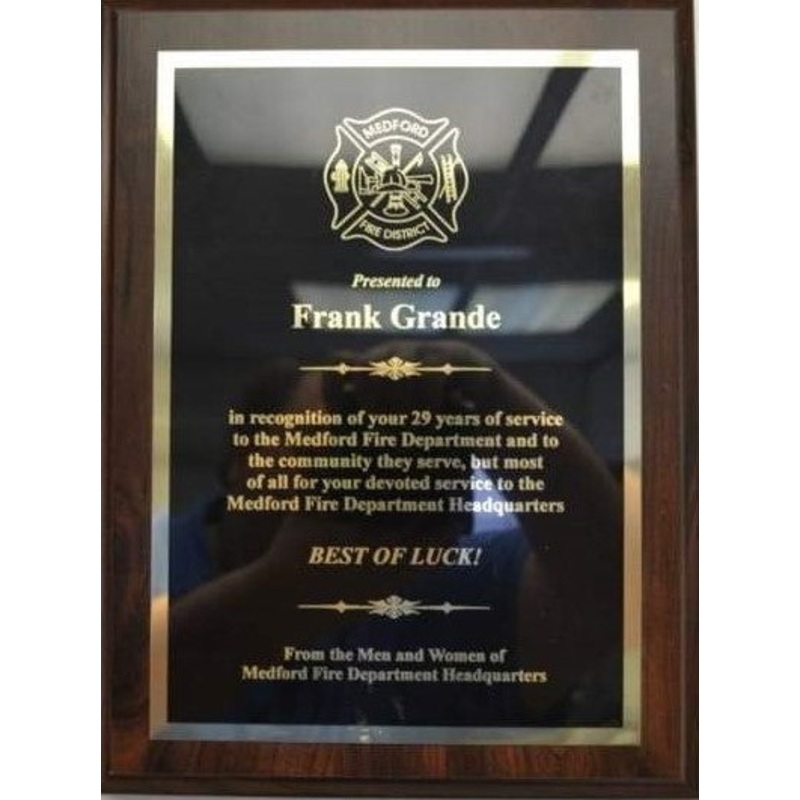 MEDFORD
FIRE DISTRICT
Presented to
Frank Grande
in recognition of your 29 years of service
to the Medford Fire Department and to
the community they serve, but most
of all for your devoted service to the
Medford Fire Department Headquarters
BEST OF LUCK!
From the Men and Women of
Medford Fire Department Headquarters